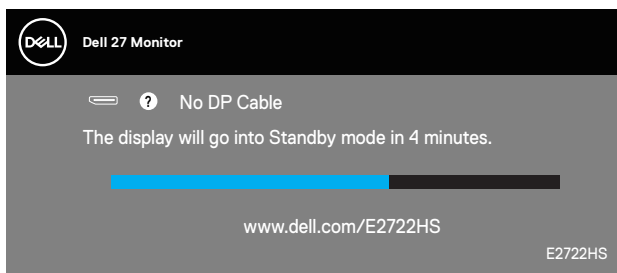 DELL
Dell 27 Monitor
? No DP Cable
The display will go into Standby mode in 4 minutes.
www.dell.com/E2722HS
E2722HS